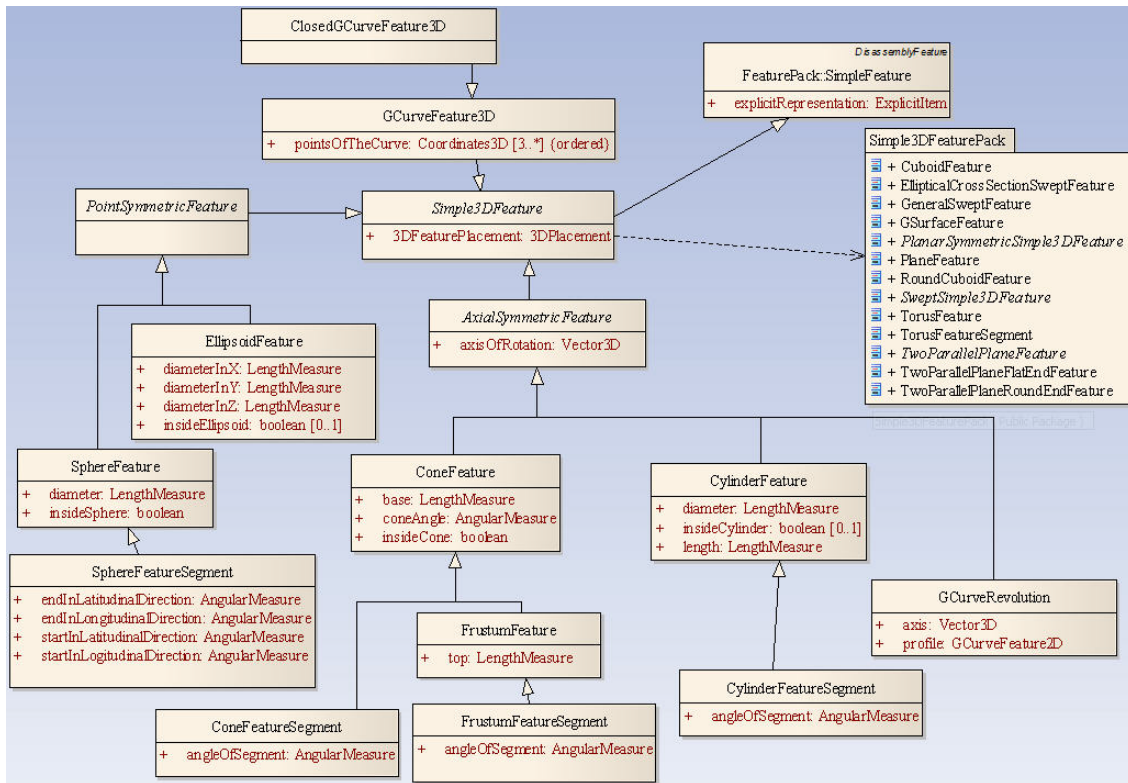 ClosedGCurveFeature3D
DisassemblyFeature
FeaturePack::SimpleFeature
+ explicitRepresentation: ExplicitItem
GCurveFeature3D
+ pointsOfTheCurve: Coordinates3D [3..*] {ordered}
Simple3DFeaturePack
+ CuboidFeature
+ EllipticalCrossSectionSweptFeature
+ GeneralSweptFeature
+ GSurfaceFeature
+ PlanarSymmetricSimple3DFeature
+ PlaneFeature
+ RoundCuboidFeature
+ SweptSimple3DFeature
+ TorusFeature
+ TorusFeatureSegment
+ TwoParallelPlaneFeature
+ TwoParallelPlaneFlatEndFeature
+ TwoParallelPlaneRoundEndFeature
PointSymmetricFeature
Simple3DFeature
+ 3DFeaturePlacement: 3DPlacement
AxialSymmetricFeature
+ axisOfRotation: Vector3D
EllipsoidFeature
+ diameterInX: LengthMeasure
+ diameterInY: LengthMeasure
+ diameterInZ: LengthMeasure
+ insideEllipsoid: boolean [0..1]
SphereFeature
+ diameter: LengthMeasure
+ insideSphere: boolean
ConeFeature
+ base: LengthMeasure
+ coneAngle: AngularMeasure
+ insideCone: boolean
CylinderFeature
+ diameter: LengthMeasure
+ insideCylinder: boolean [0..1]
+ length: LengthMeasure
SphereFeatureSegment
+ endInLatitudinalDirection: AngularMeasure
+ endInLongitudinalDirection: AngularMeasure
+ startInLatitudinalDirection: AngularMeasure
+ startInLogitudinalDirection: AngularMeasure
GCurveRevolution
+ axis: Vector3D
+ profile: GCurveFeature2D
FrustumFeature
+ top: LengthMeasure
CylinderFeatureSegment
+ angleOfSegment: AngularMeasure
ConeFeatureSegment
+ angleOfSegment: AngularMeasure
FrustumFeatureSegment
+ angleOfSegment: AngularMeasure